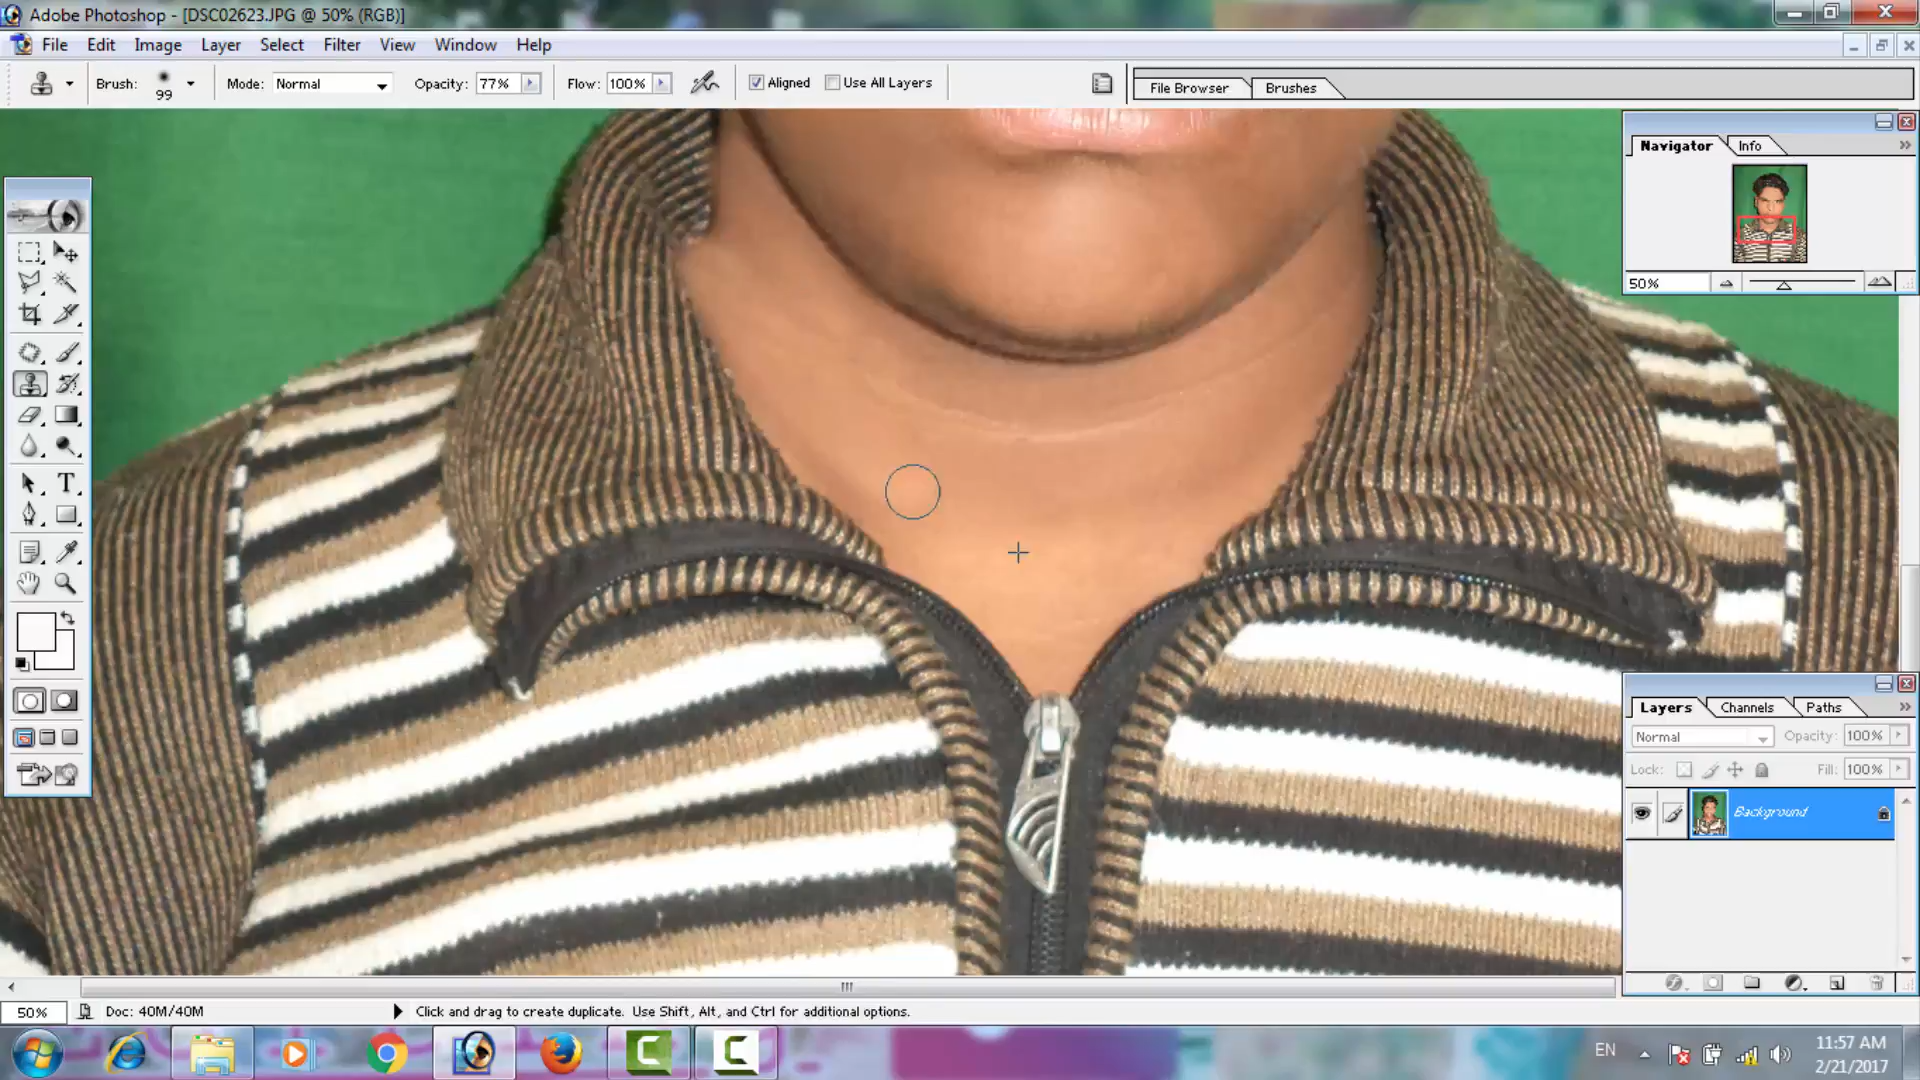 Adobe Photoshop - [DSC02623.JPG @ 50% (RGB)]
File Edit Image Layer Select Filter View Window Help
Brush: 99 Mode: Normal Opacity: 77% Flow: 100% Aligned Use All Layers File Browser Brushes
Navigator Info
50%
Layers Channels Paths
Normal Opacity: 100%
Lock: Fill: 100%
Background
50% Doc: 40M/40M Click and drag to create duplicate. Use Shift, Alt, and Ctrl for additional options.
EN 11:57 AM
2/21/2017